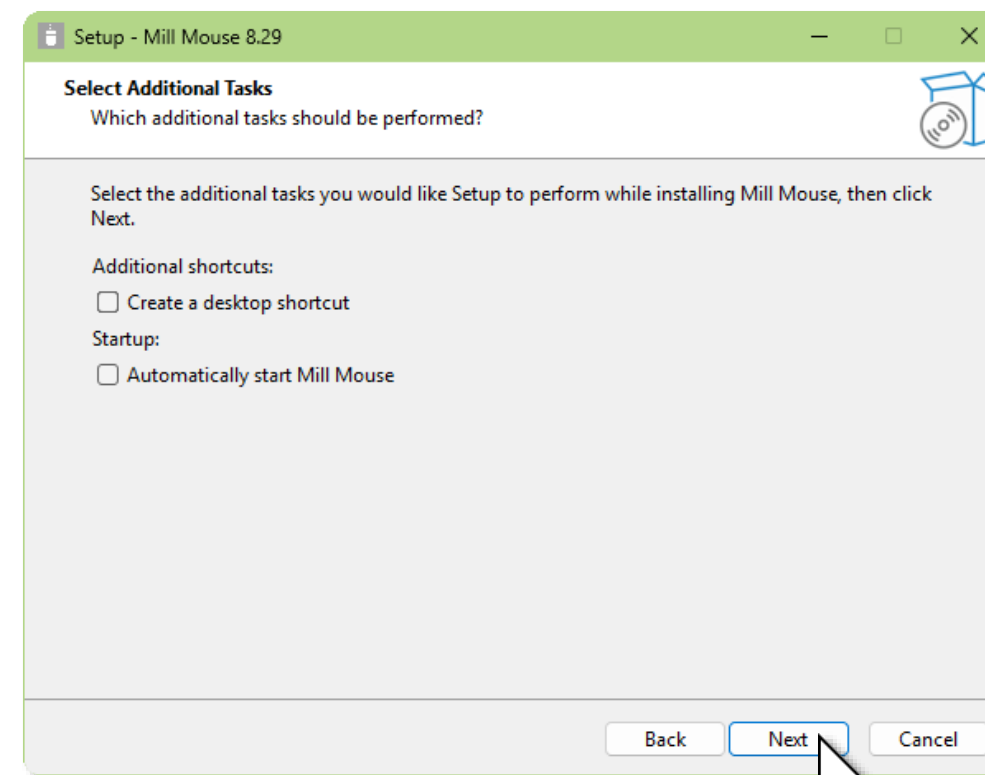 Setup - Mill Mouse 8.29
Select Additional Tasks
Which additional tasks should be performed?
Select the additional tasks you would like Setup to perform while installing Mill Mouse, then click
Next.
Additional shortcuts:
Create a desktop shortcut
Startup:
Automatically start Mill Mouse
Back Next Cancel